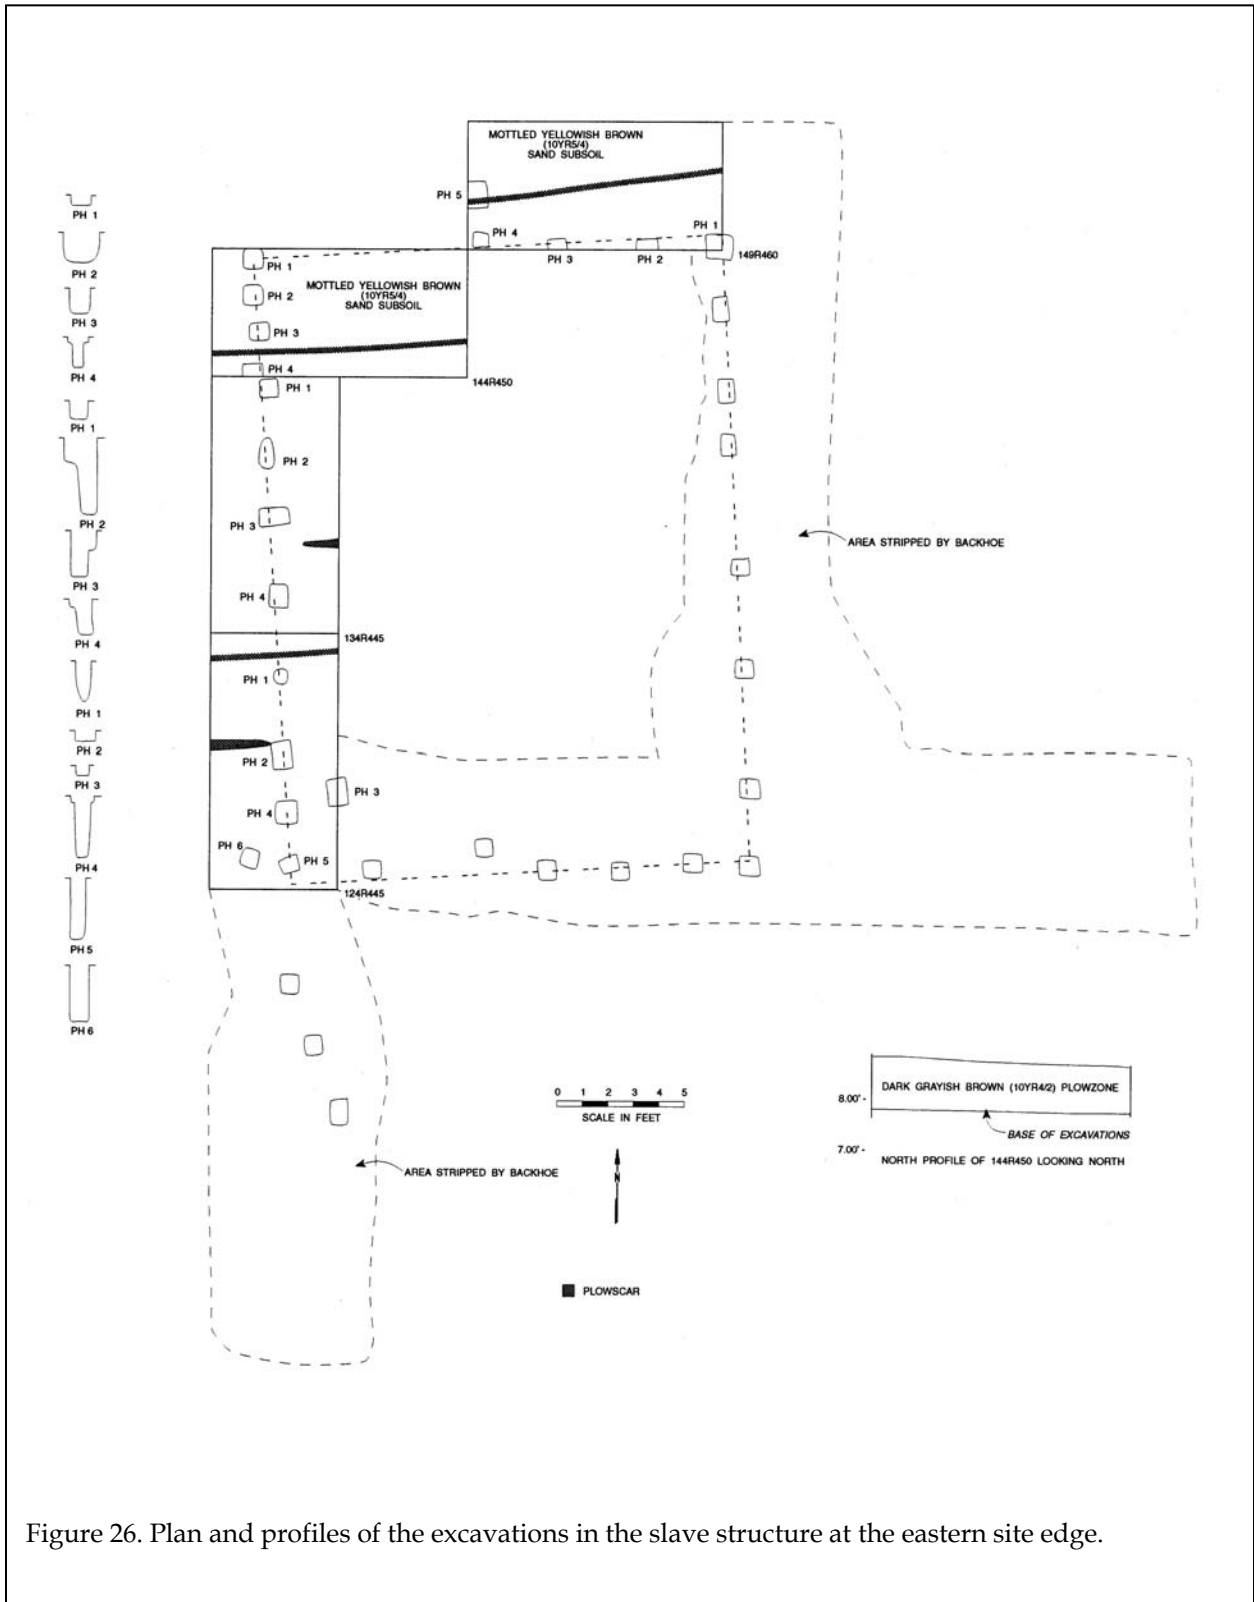 MOTTLED YELLOWISH BROWN
(10YR5/4)
SAND SUBSOIL
PH 5
PH 4
PH 3
PH 2
PH 1
149R460
PH 1
PH 2
PH 3
PH 4
MOTTLED YELLOWISH BROWN
(10YR5/4)
SAND SUBSOIL
144R450
PH 1
PH 2
PH 3
PH 4
134R445
PH 1
PH 2
PH 3
PH 4
PH 6
PH 5
124R445
PH 1
PH 2
PH 3
PH 4
PH 1
PH 2
PH 3
PH 4
PH 1
PH 2
PH 3
PH 4
PH 5
PH 6
AREA STRIPPED BY BACKHOE
AREA STRIPPED BY BACKHOE
0 1 2 3 4 5
SCALE IN FEET
N
PLOWSCAR
DARK GRAYISH BROWN (10YR4/2) PLOWZONE
8.00' -
BASE OF EXCAVATIONS
7.00' -
NORTH PROFILE OF 144R450 LOOKING NORTH
Figure 26. Plan and profiles of the excavations in the slave structure at the eastern site edge.